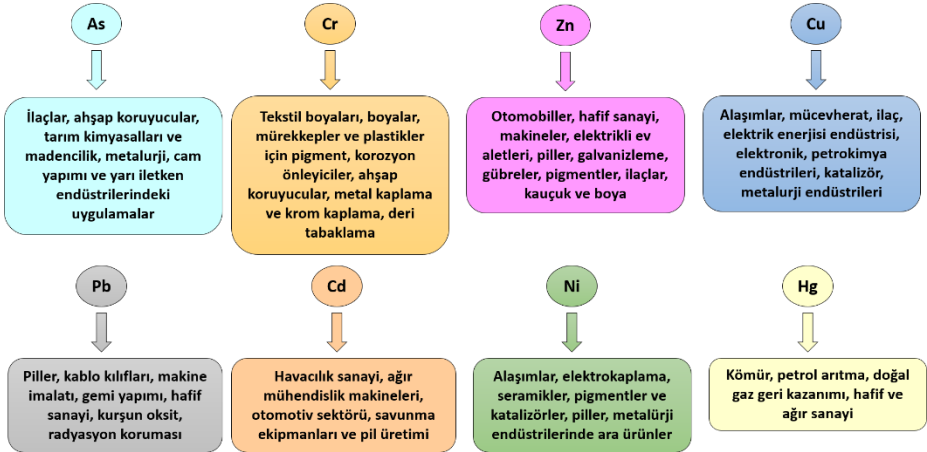 As
İlaçlar, ahşap koruyucular,
tarım kimyasalları ve
madencilik, metalurji, cam
yapımı ve yarı iletken
endüstrilerindeki
uygulamalar
Cr
Tekstil boyaları, boyalar,
mürekkepler ve plastikler
için pigment, korozyon
önleyiciler, ahşap
koruyucular, metal kaplama
ve krom kaplama, deri
tabaklama
Zn
Otomobiller, hafif sanayi,
makineler, elektrikli ev
aletleri, piller, galvanizleme,
gübreler, pigmentler, ilaçlar,
kauçuk ve boya
Cu
Alaşımlar, mücevherat, ilaç,
elektrik enerjisi endüstrisi,
elektronik, petrokimya
endüstrileri, katalizör,
metalurji endüstrileri
Pb
Piller, kablo kılıfları, makine
imalatı, gemi yapımı, hafif
sanayi, kurşun oksit,
radyasyon koruması
Cd
Havacılık sanayi, ağır
mühendislik makineleri,
otomotiv sektörü, savunma
ekipmanları ve pil üretimi
Ni
Alaşımlar, elektrokaplama,
seramikler, pigmentler ve
katalizörler, piller, metalürji
endüstrilerinde ara ürünler
Hg
Kömür, petrol arıtma, doğal
gaz geri kazanımı, hafif ve
ağır sanayi